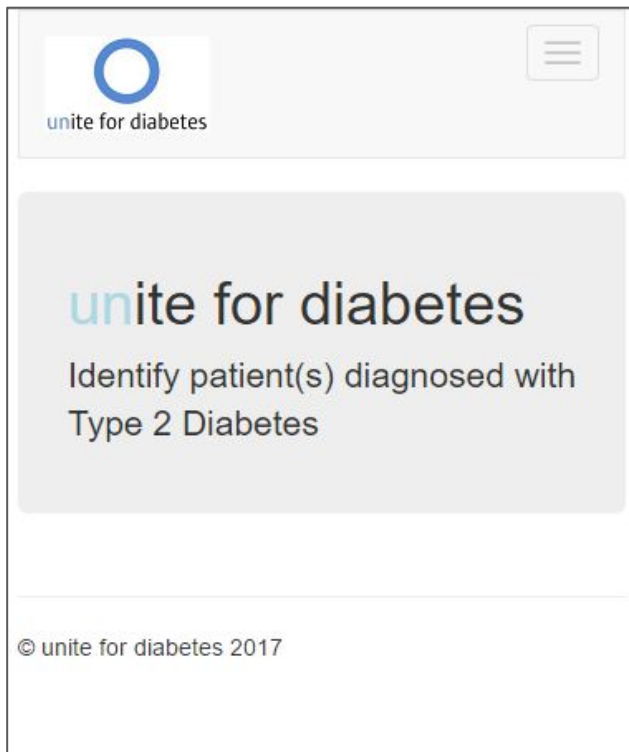 unite for diabetes
unite for diabetes
Identify patient(s) diagnosed with
Type 2 Diabetes
© unite for diabetes 2017